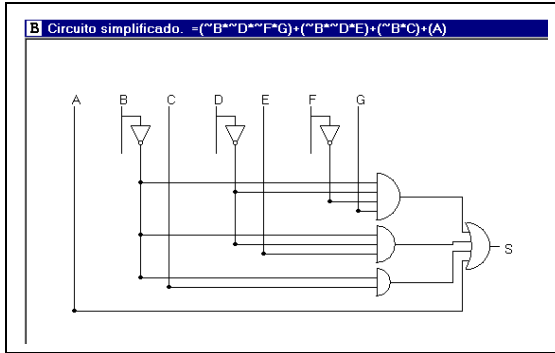 B Circuito simplificado. =(~B*~D*~F*G)+(~B*~D*E)+(~B*C)+(A)
A B C D E F G
S